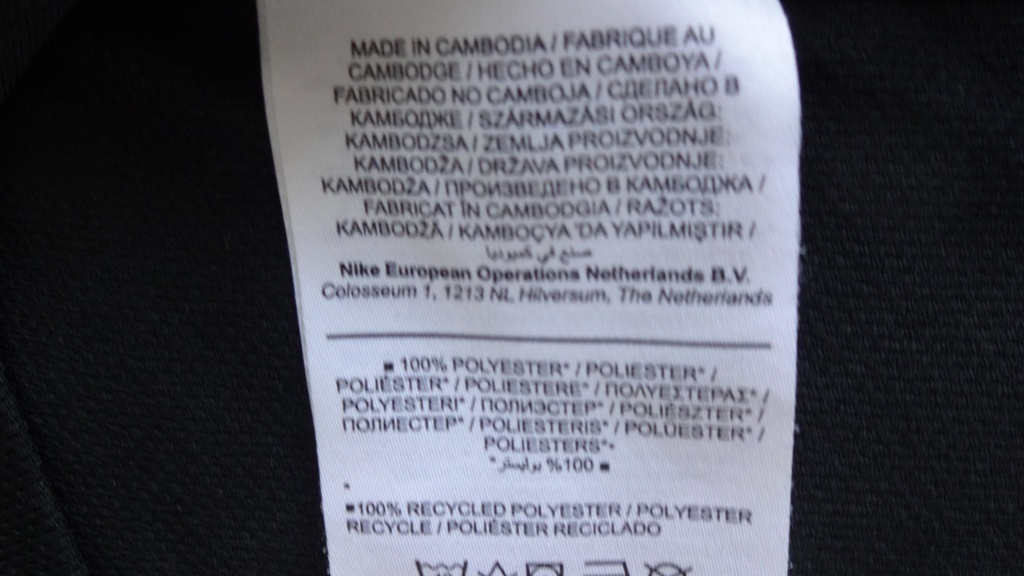 MADE IN CAMBODIA / FABRIQUE AU
CAMBODGE / HECHO EN CAMBOYA /
FABRICADO NO CAMBOJA / СДЕЛАНО В
КАМБОДЖЕ / SZÁRMAZÁSI ORSZÁG:
KAMBODZSA / ZEMLJA PROIZVODNJE:
KAMBODŽA / DRŽAVA PROIZVODNJE:
KAMBODŽA / ПРОИЗВЕДЕНО В КАМБОДЖА /
FABRICAT ÎN CAMBODGIA / RAŽOTS:
KAMBODŽĀ / KAMBOÇYA 'DA YAPILMIŞTIR /
صنع في كمبوديا
Nike European Operations Netherlands B.V.
Colosseum 1, 1213 NL Hilversum, The Netherlands
■ 100% POLYESTER* / POLIESTER* /
POLIÉSTER* / POLIESTERE* / ΠΟΛΥΕΣΤΕΡΑΣ* /
POLYESTERI* / ПОЛИЭСТЕР* / POLIÉSZTER* /
ПОЛИЕСТЕР* / POLIESTERIS* / POLÜESTER* /
POLIESTERS*▪
■ 100% بوليستر*
▪
■100% RECYCLED POLYESTER / POLYESTER
RECYCLE / POLIÉSTER RECICLADO